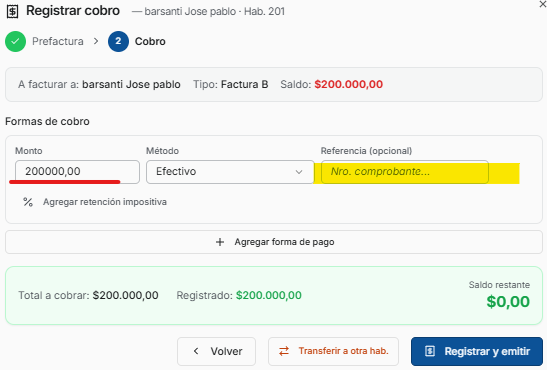 Registrar cobro — barsanti Jose pablo · Hab. 201
Prefactura > 2 Cobro
A facturar a: barsanti Jose pablo Tipo: Factura B Saldo: $200.000,00
Formas de cobro
Monto Método Referencia (opcional)
200000,00 Efectivo Nro. comprobante...
% Agregar retención impositiva
+ Agregar forma de pago
Saldo restante
Total a cobrar: $200.000,00 Registrado: $200.000,00
$0,00
Volver Transferir a otra hab. Registrar y emitir